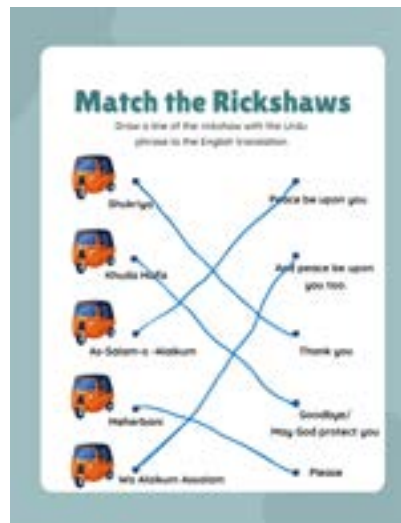 Match the Rickshaws
Draw a line of the rickshaw with the Urdu
phrase to the English translation
Shukriya
Peace be upon you
Khuda Hafiz
And peace be upon
you too.
As-Salam-o -Alaikum
Thank you
Meherbani
Goodbye/
May God protect you
Wa Alaikum Assalam
Please